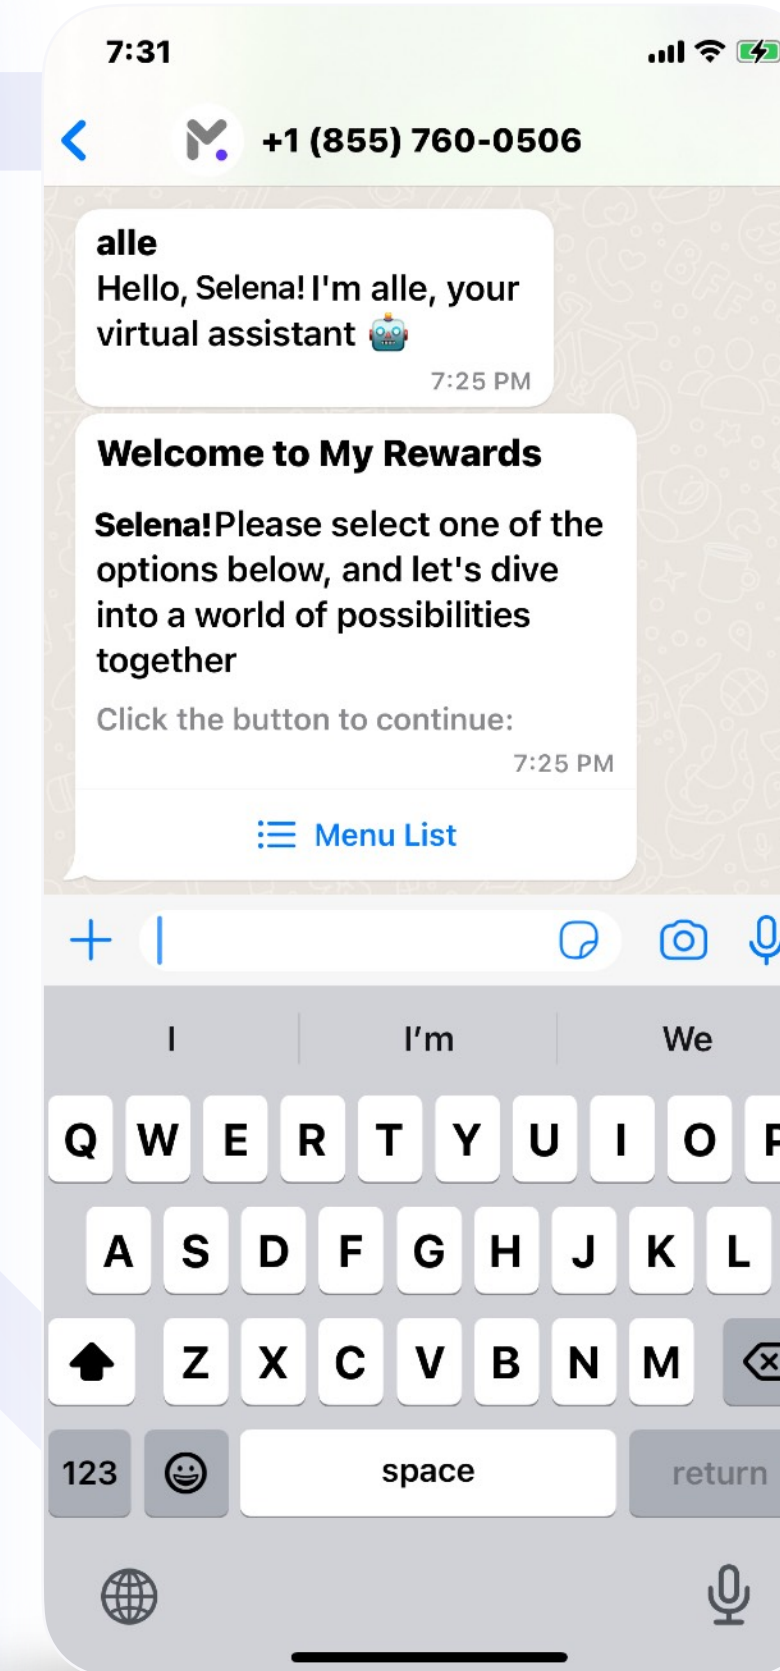 7:31
+1 (855) 760-0506
alle
Hello, Selena! I'm alle, your
virtual assistant 🤖
7:25 PM
Welcome to My Rewards
Selena!Please select one of the
options below, and let's dive
into a world of possibilities
together
Click the button to continue:
7:25 PM
Menu List
I I'm We
Q W E R T Y U I O P
A S D F G H J K L
Z X C V B N M
123 space return